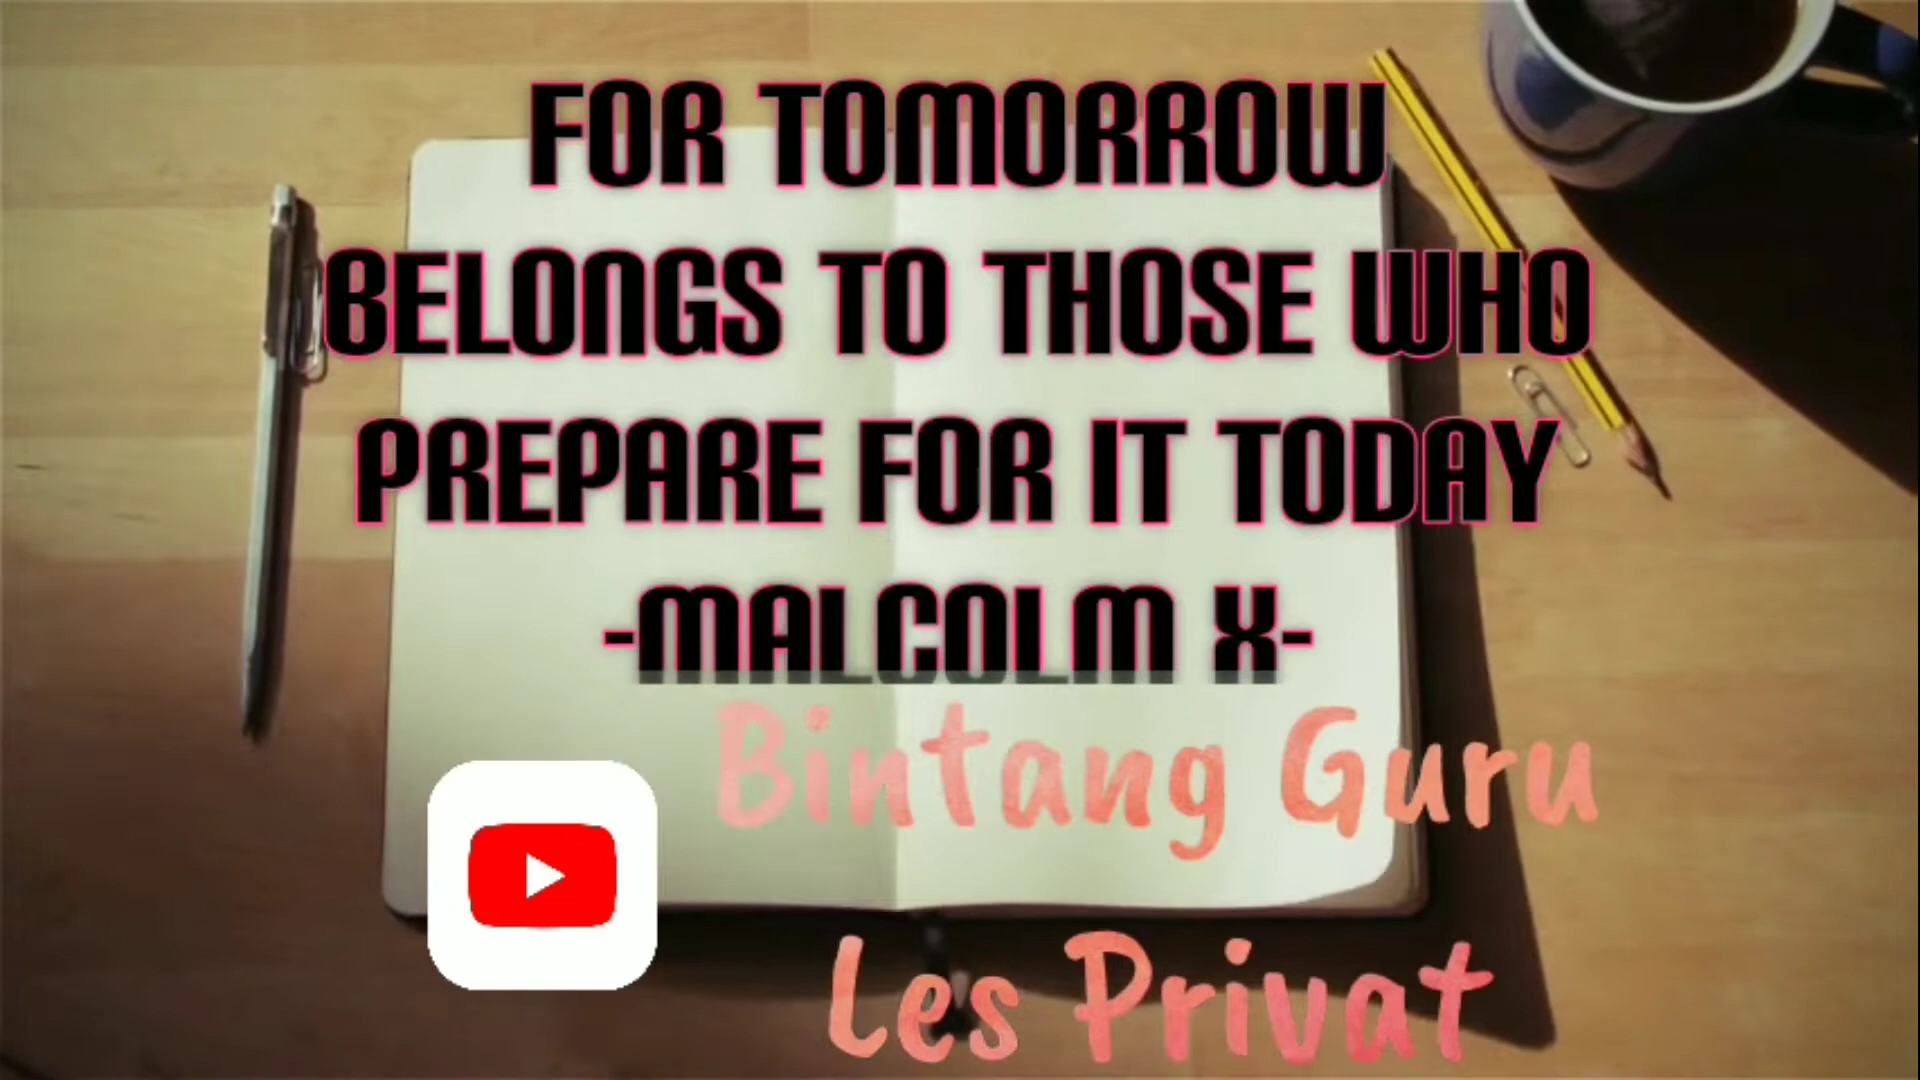 FOR TOMORROW
BELONGS TO THOSE WHO
PREPARE FOR IT TODAY
-MALCOLM X-
Bintang Guru
Les Privat